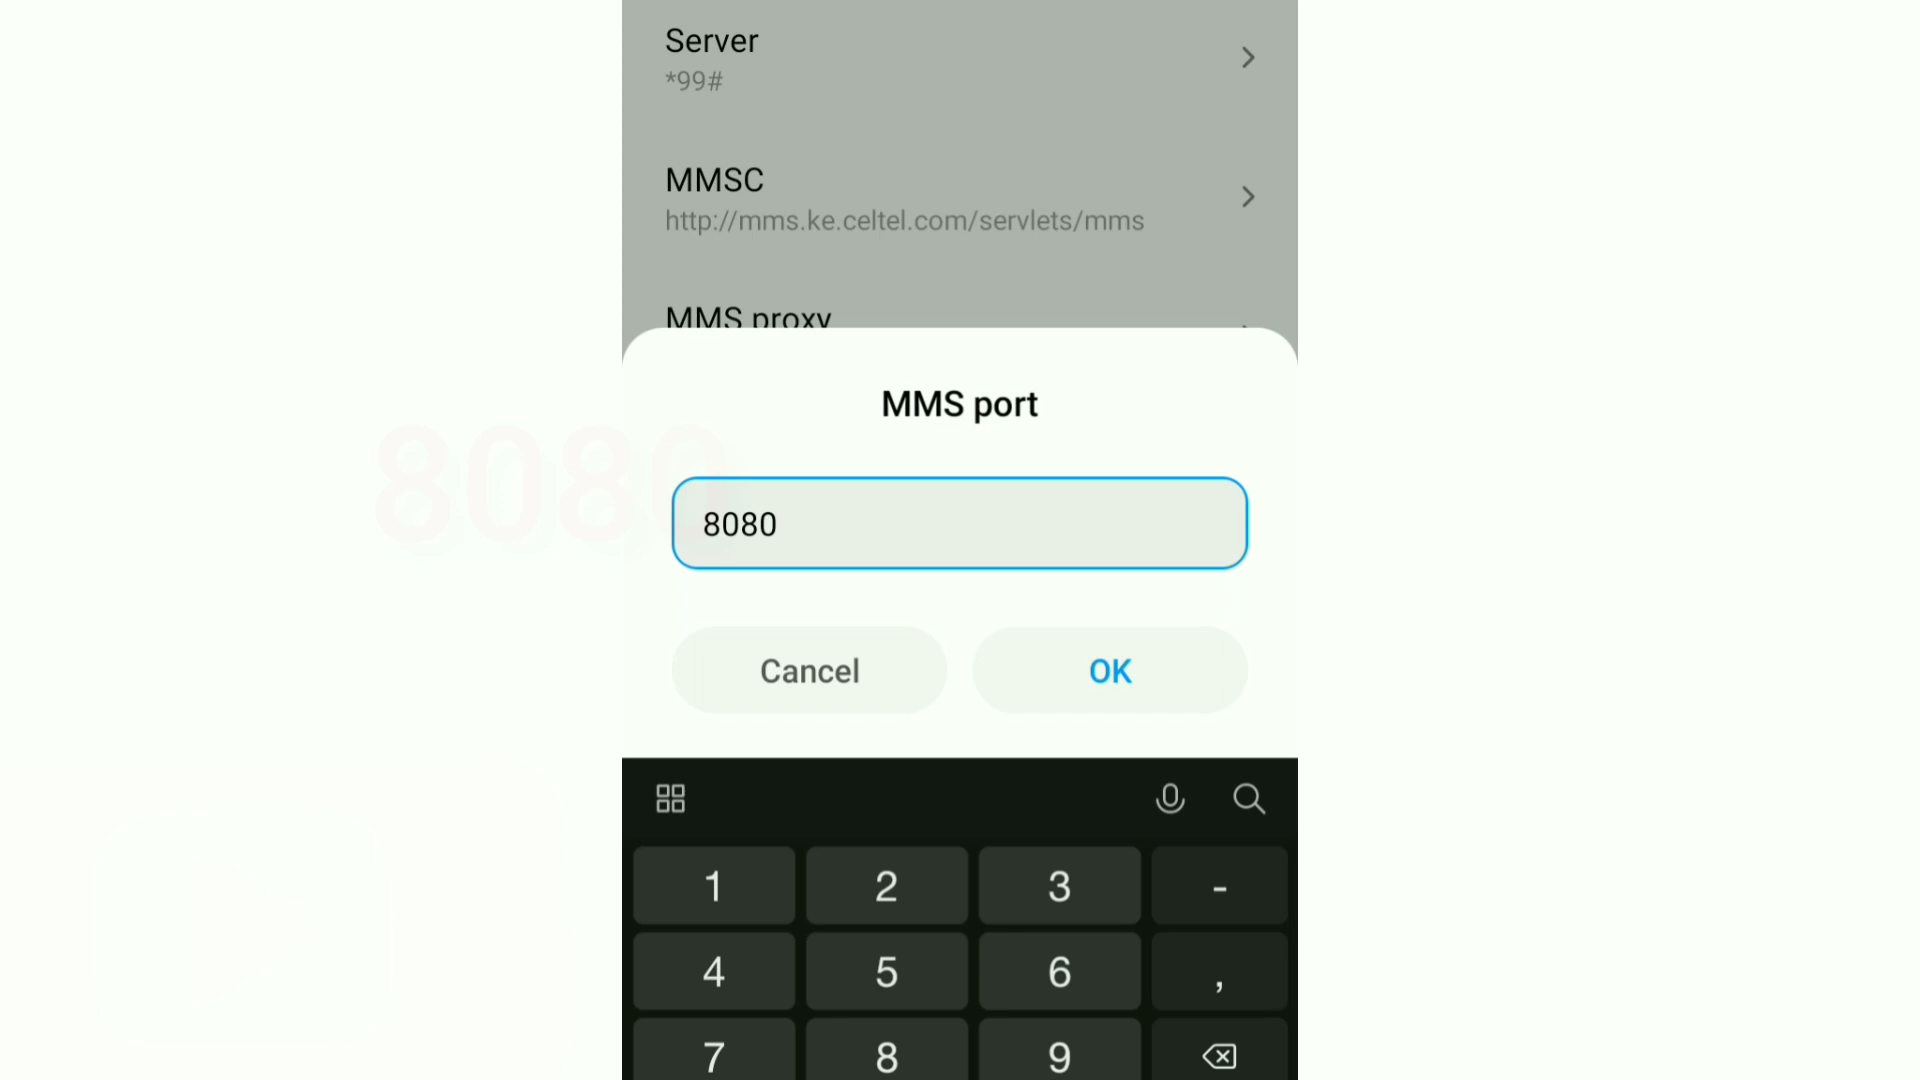 Server
*99#
MMSC
http://mms.ke.celtel.com/servlets/mms
MMS proxy
MMS port
8080
8080
Cancel
OK
1 2 3 -
4 5 6 ,
7 8 9